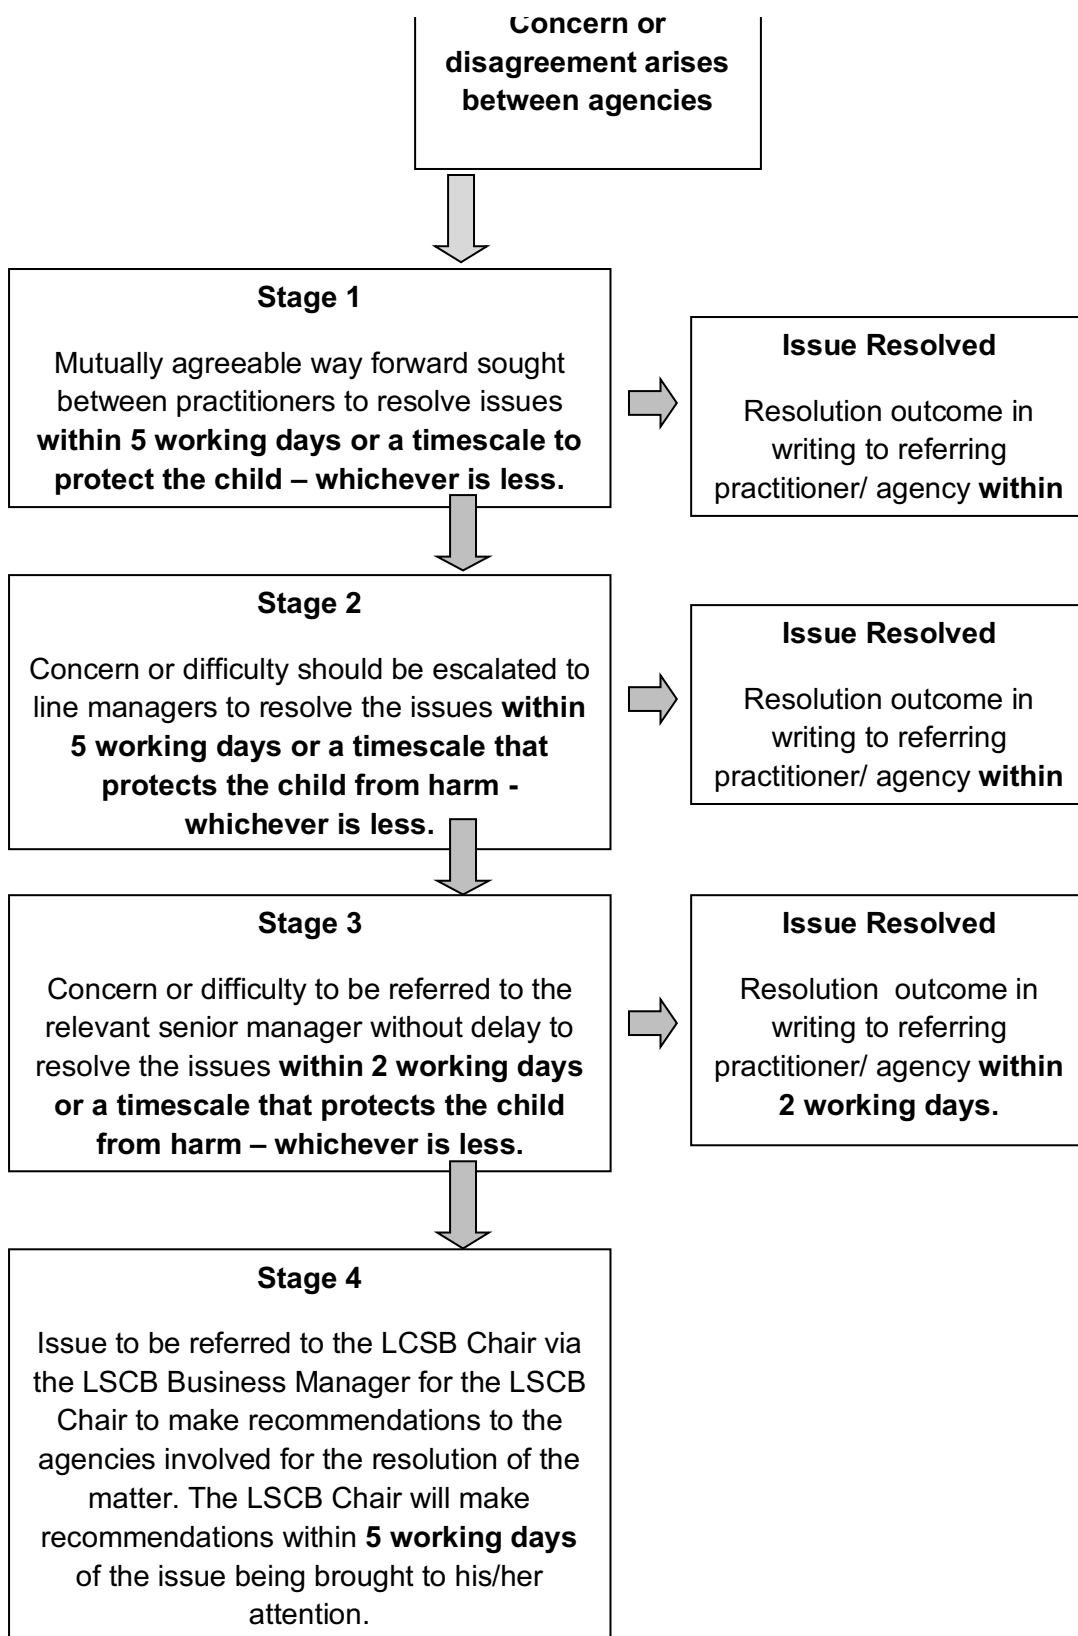 Concern or
disagreement arises
between agencies
Stage 1
Mutually agreeable way forward sought
between practitioners to resolve issues
within 5 working days or a timescale to
protect the child – whichever is less.
Issue Resolved
Resolution outcome in
writing to referring
practitioner/ agency within
Stage 2
Concern or difficulty should be escalated to
line managers to resolve the issues within
5 working days or a timescale that
protects the child from harm -
whichever is less.
Issue Resolved
Resolution outcome in
writing to referring
practitioner/ agency within
Stage 3
Concern or difficulty to be referred to the
relevant senior manager without delay to
resolve the issues within 2 working days
or a timescale that protects the child
from harm – whichever is less.
Issue Resolved
Resolution  outcome in
writing to referring
practitioner/ agency within
2 working days.
Stage 4
Issue to be referred to the LCSB Chair via
the LSCB Business Manager for the LSCB
Chair to make recommendations to the
agencies involved for the resolution of the
matter. The LSCB Chair will make
recommendations within 5 working days
of the issue being brought to his/her
attention.